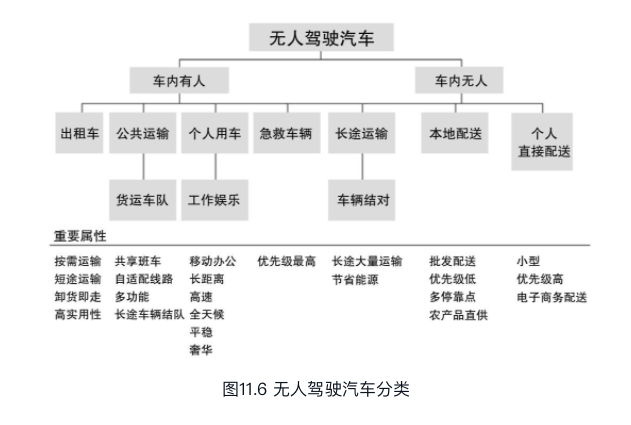 无人驾驶汽车
车内有人
车内无人
出租车
公共运输
个人用车
急救车辆
长途运输
本地配送
个人
直接配送
货运车队
工作娱乐
车辆结对
重要属性
按需运输
短途运输
卸货即走
高实用性
共享班车
自适配线路
多功能
长途车辆结队
移动办公
长距离
高速
全天候
平稳
奢华
优先级最高
长途大量运输
节省能源
批发配送
优先级低
多停靠点
农产品直供
小型
优先级高
电子商务配送
图11.6 无人驾驶汽车分类